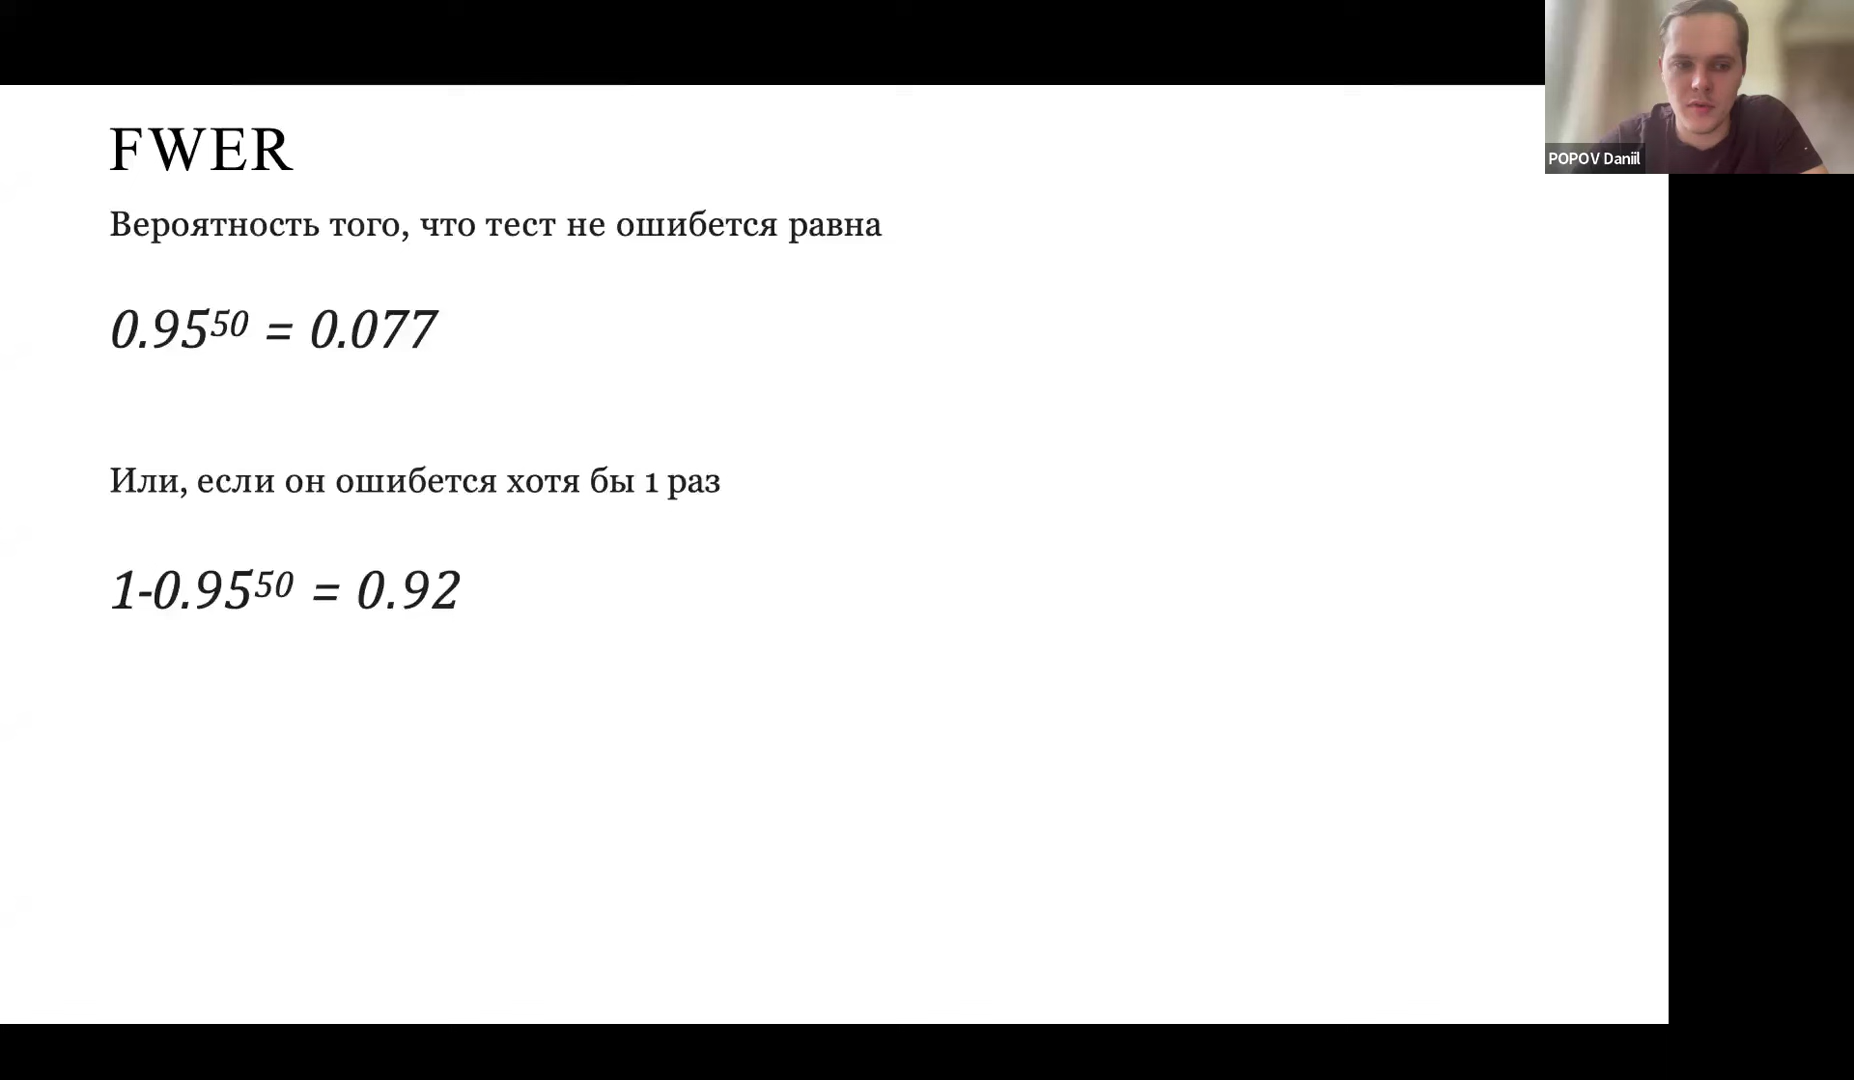 POPOV Daniil
FWER
Вероятность того, что тест не ошибется равна
0.95⁵⁰ = 0.077
Или, если он ошибется хотя бы 1 раз
1-0.95⁵⁰ = 0.92